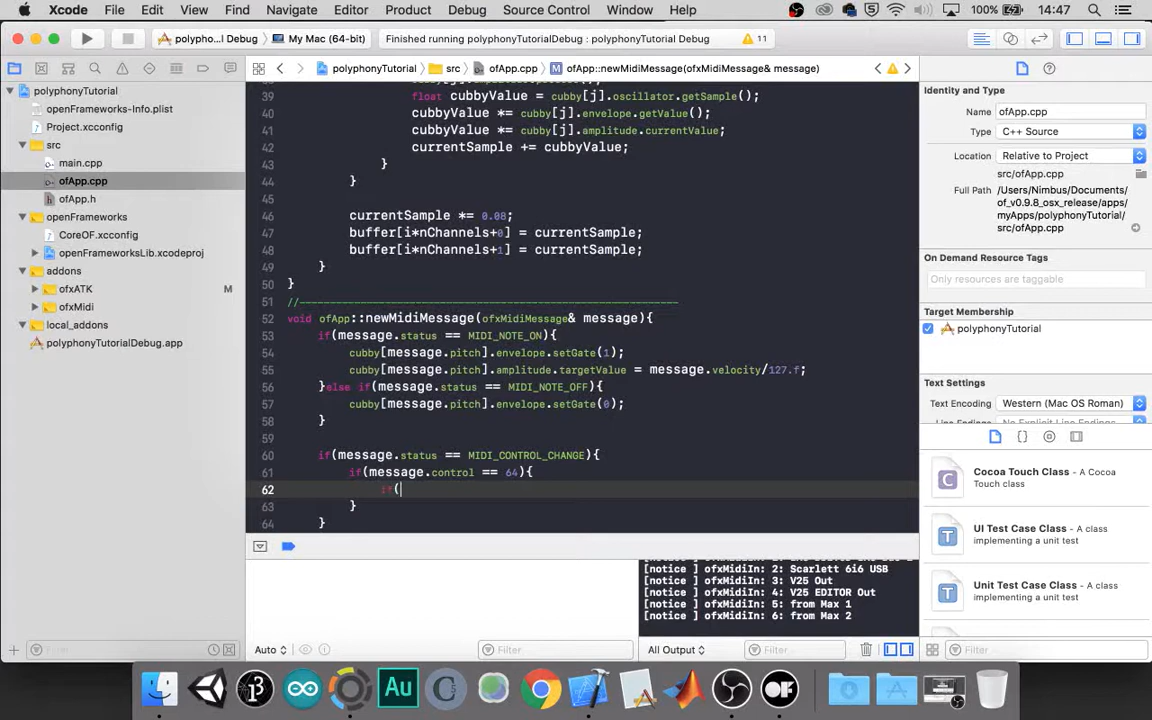 Xcode File Edit View Find Navigate Editor Product Debug Source Control Window Help 100% 14:47
polypho...l Debug My Mac (64-bit) Finished running polyphonyTutorialDebug : polyphonyTutorial Debug 11
polyphonyTutorial src ofApp.cpp M ofApp::newMidiMessage(ofxMidiMessage& message)
polyphonyTutorial
openFrameworks-Info.plist
Project.xcconfig
src
main.cpp
ofApp.cpp
ofApp.h
openFrameworks
CoreOF.xcconfig
openFrameworksLib.xcodeproj
addons
ofxATK M
ofxMidi
local_addons
polyphonyTutorialDebug.app
Filter
39 float cubbyValue = cubby[j].oscillator.getSample();
40 cubbyValue *= cubby[j].envelope.getValue();
41 cubbyValue *= cubby[j].amplitude.currentValue;
42 currentSample += cubbyValue;
43 }
44 }
45
46 currentSample *= 0.08;
47 buffer[i*nChannels+0] = currentSample;
48 buffer[i*nChannels+1] = currentSample;
49 }
50 }
51 //--------------------------------------------------------------
52 void ofApp::newMidiMessage(ofxMidiMessage& message){
53 if(message.status == MIDI_NOTE_ON){
54 cubby[message.pitch].envelope.setGate(1);
55 cubby[message.pitch].amplitude.targetValue = message.velocity/127.f;
56 }else if(message.status == MIDI_NOTE_OFF){
57 cubby[message.pitch].envelope.setGate(0);
58 }
59
60 if(message.status == MIDI_CONTROL_CHANGE){
61 if(message.control == 64){
62 if(
63 }
64 }
Auto
Filter
[notice ] ofxMidiIn: 2: Scarlett 6i6 USB
[notice ] ofxMidiIn: 3: V25 Out
[notice ] ofxMidiIn: 4: V25 EDITOR Out
[notice ] ofxMidiIn: 5: from Max 1
[notice ] ofxMidiIn: 6: from Max 2
All Output
Filter
Identity and Type
Name ofApp.cpp
Type C++ Source
Location Relative to Project
src/ofApp.cpp
Full Path /Users/Nimbus/Documents/
of_v0.9.8_osx_release/apps/
myApps/polyphonyTutorial/
src/ofApp.cpp
On Demand Resource Tags
Only resources are taggable
Target Membership
polyphonyTutorial
Text Settings
Text Encoding Western (Mac OS Roman)
C Cocoa Touch Class - A Cocoa
Touch class
T UI Test Case Class - A class
implementing a unit test
T Unit Test Case Class - A class
implementing a unit test
Filter
Au C OF